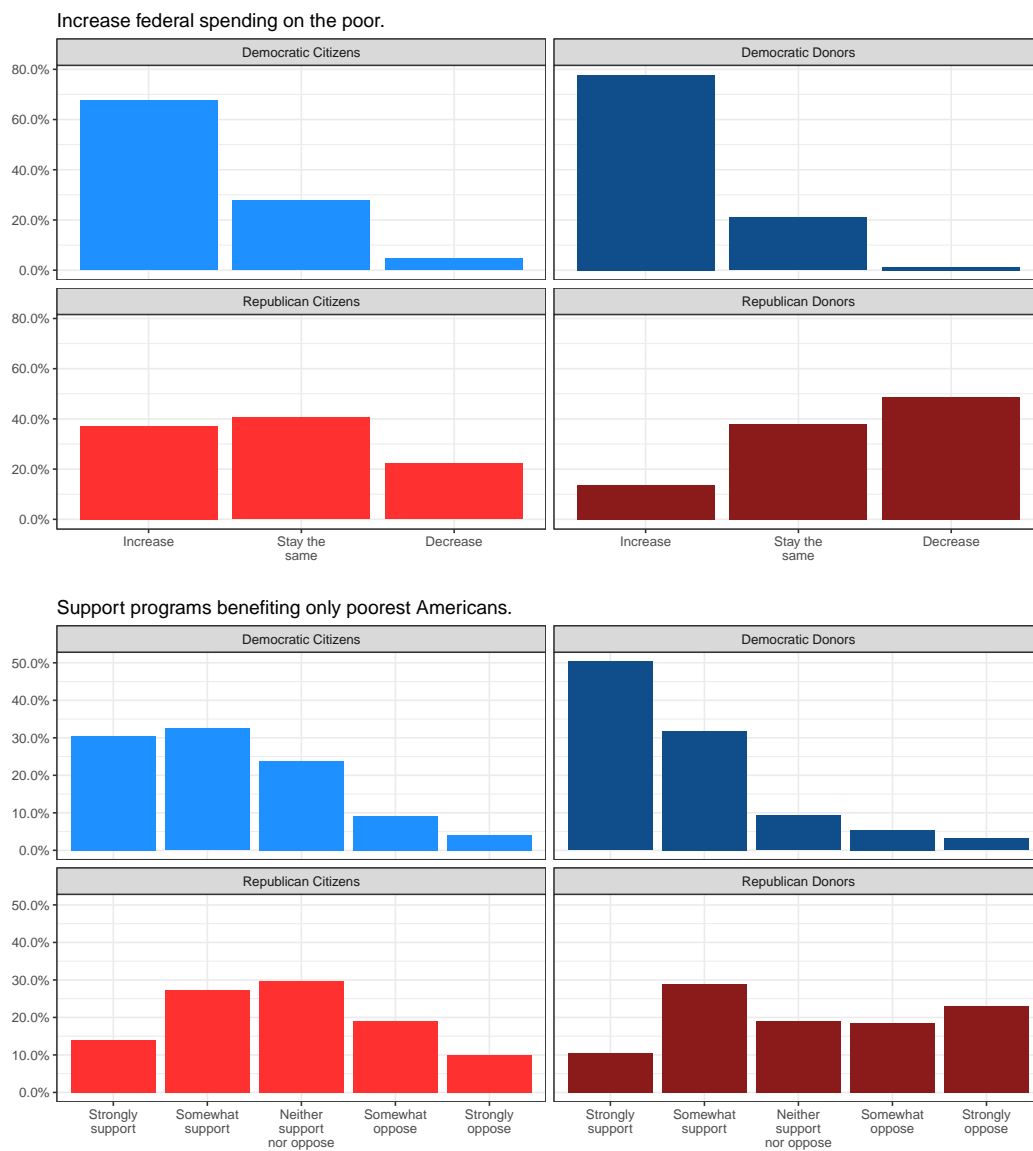 Increase federal spending on the poor.
Democratic Citizens
Democratic Donors
80.0%
60.0%
40.0%
20.0%
0.0%
Republican Citizens
Republican Donors
80.0%
60.0%
40.0%
20.0%
0.0%
Increase
Stay the
same
Decrease
Increase
Stay the
same
Decrease
Support programs benefiting only poorest Americans.
Democratic Citizens
Democratic Donors
50.0%
40.0%
30.0%
20.0%
10.0%
0.0%
Republican Citizens
Republican Donors
50.0%
40.0%
30.0%
20.0%
10.0%
0.0%
Strongly
support
Somewhat
support
Neither
support
nor oppose
Somewhat
oppose
Strongly
oppose
Strongly
support
Somewhat
support
Neither
support
nor oppose
Somewhat
oppose
Strongly
oppose